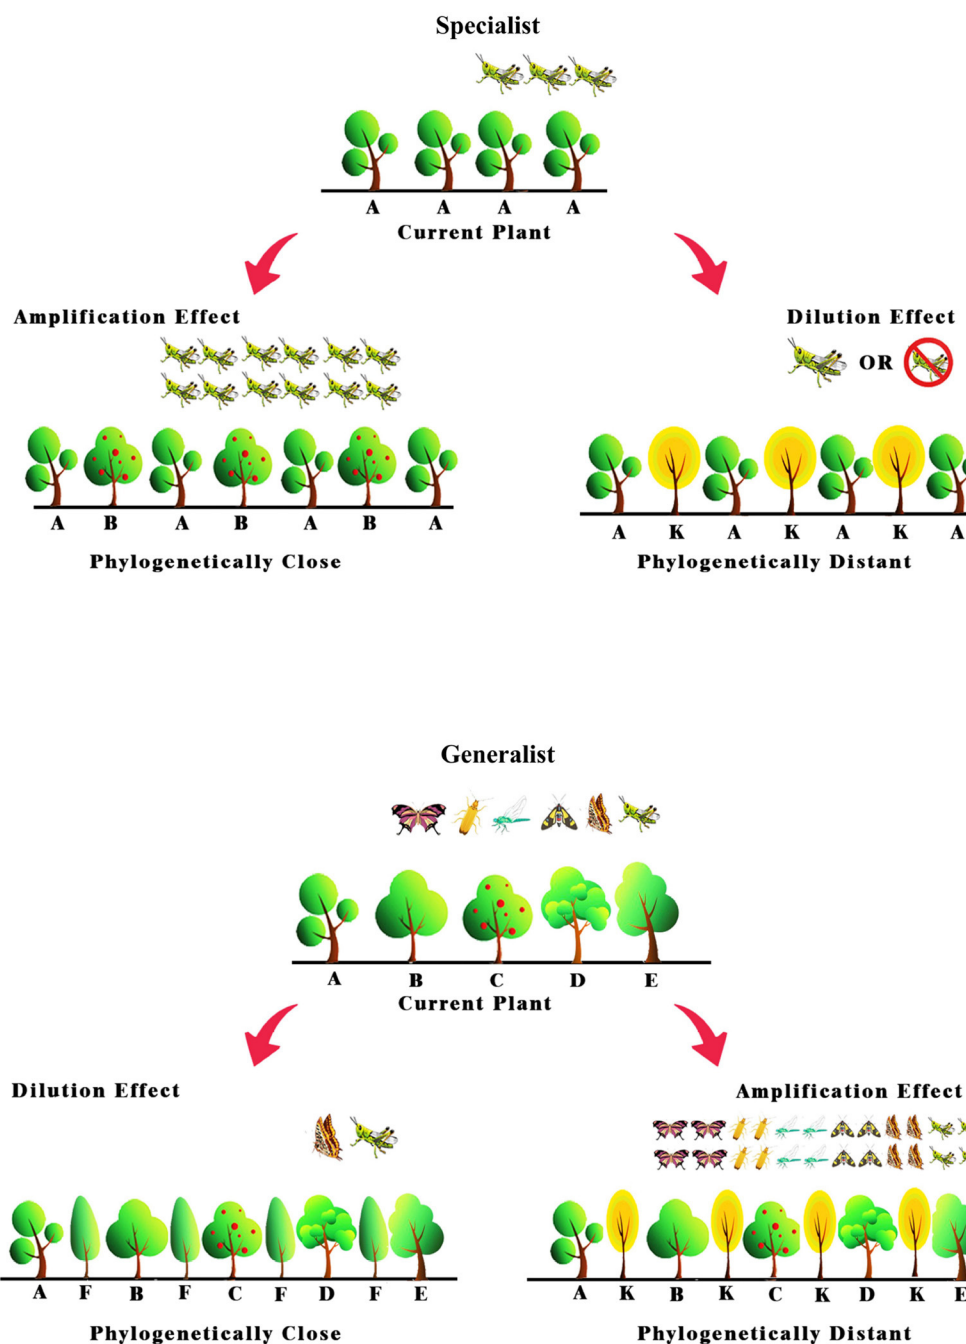 Specialist
A A A A
Current Plant
Amplification Effect
Dilution Effect
OR
A B A B A B A
A K A K A K A
Phylogenetically Close
Phylogenetically Distant
Generalist
A B C D E
Current Plant
Dilution Effect
Amplification Effect
A F B F C F D F E
A K B K C K D K E
Phylogenetically Close
Phylogenetically Distant